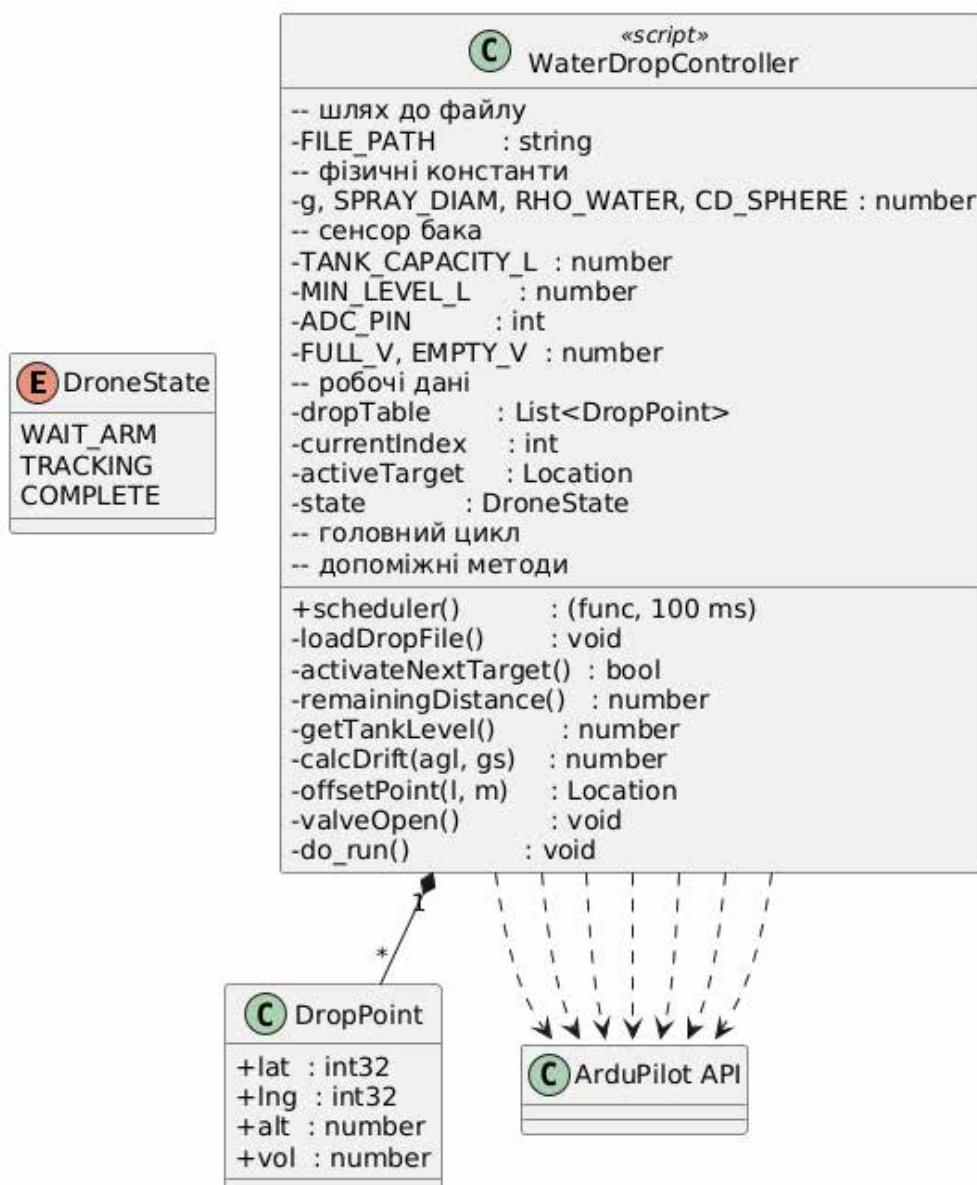 «script»
C WaterDropController
-- шлях до файлу
-FILE_PATH : string
-- фізичні константи
-g, SPRAY_DIAM, RHO_WATER, CD_SPHERE : number
-- сенсор бака
-TANK_CAPACITY_L : number
-MIN_LEVEL_L : number
-ADC_PIN : int
-FULL_V, EMPTY_V : number
-- робочі дані
-dropTable : List<DropPoint>
-currentIndex : int
-activeTarget : Location
-state : DroneState
-- головний цикл
-- допоміжні методи
+scheduler() : (func, 100 ms)
-loadDropFile() : void
-activateNextTarget() : bool
-remainingDistance() : number
-getTankLevel() : number
-calcDrift(agl, gs) : number
-offsetPoint(l, m) : Location
-valveOpen() : void
-do_run() : void
E DroneState
WAIT_ARM
TRACKING
COMPLETE
1
*
C DropPoint
+lat : int32
+lng : int32
+alt : number
+vol : number
C ArduPilot API